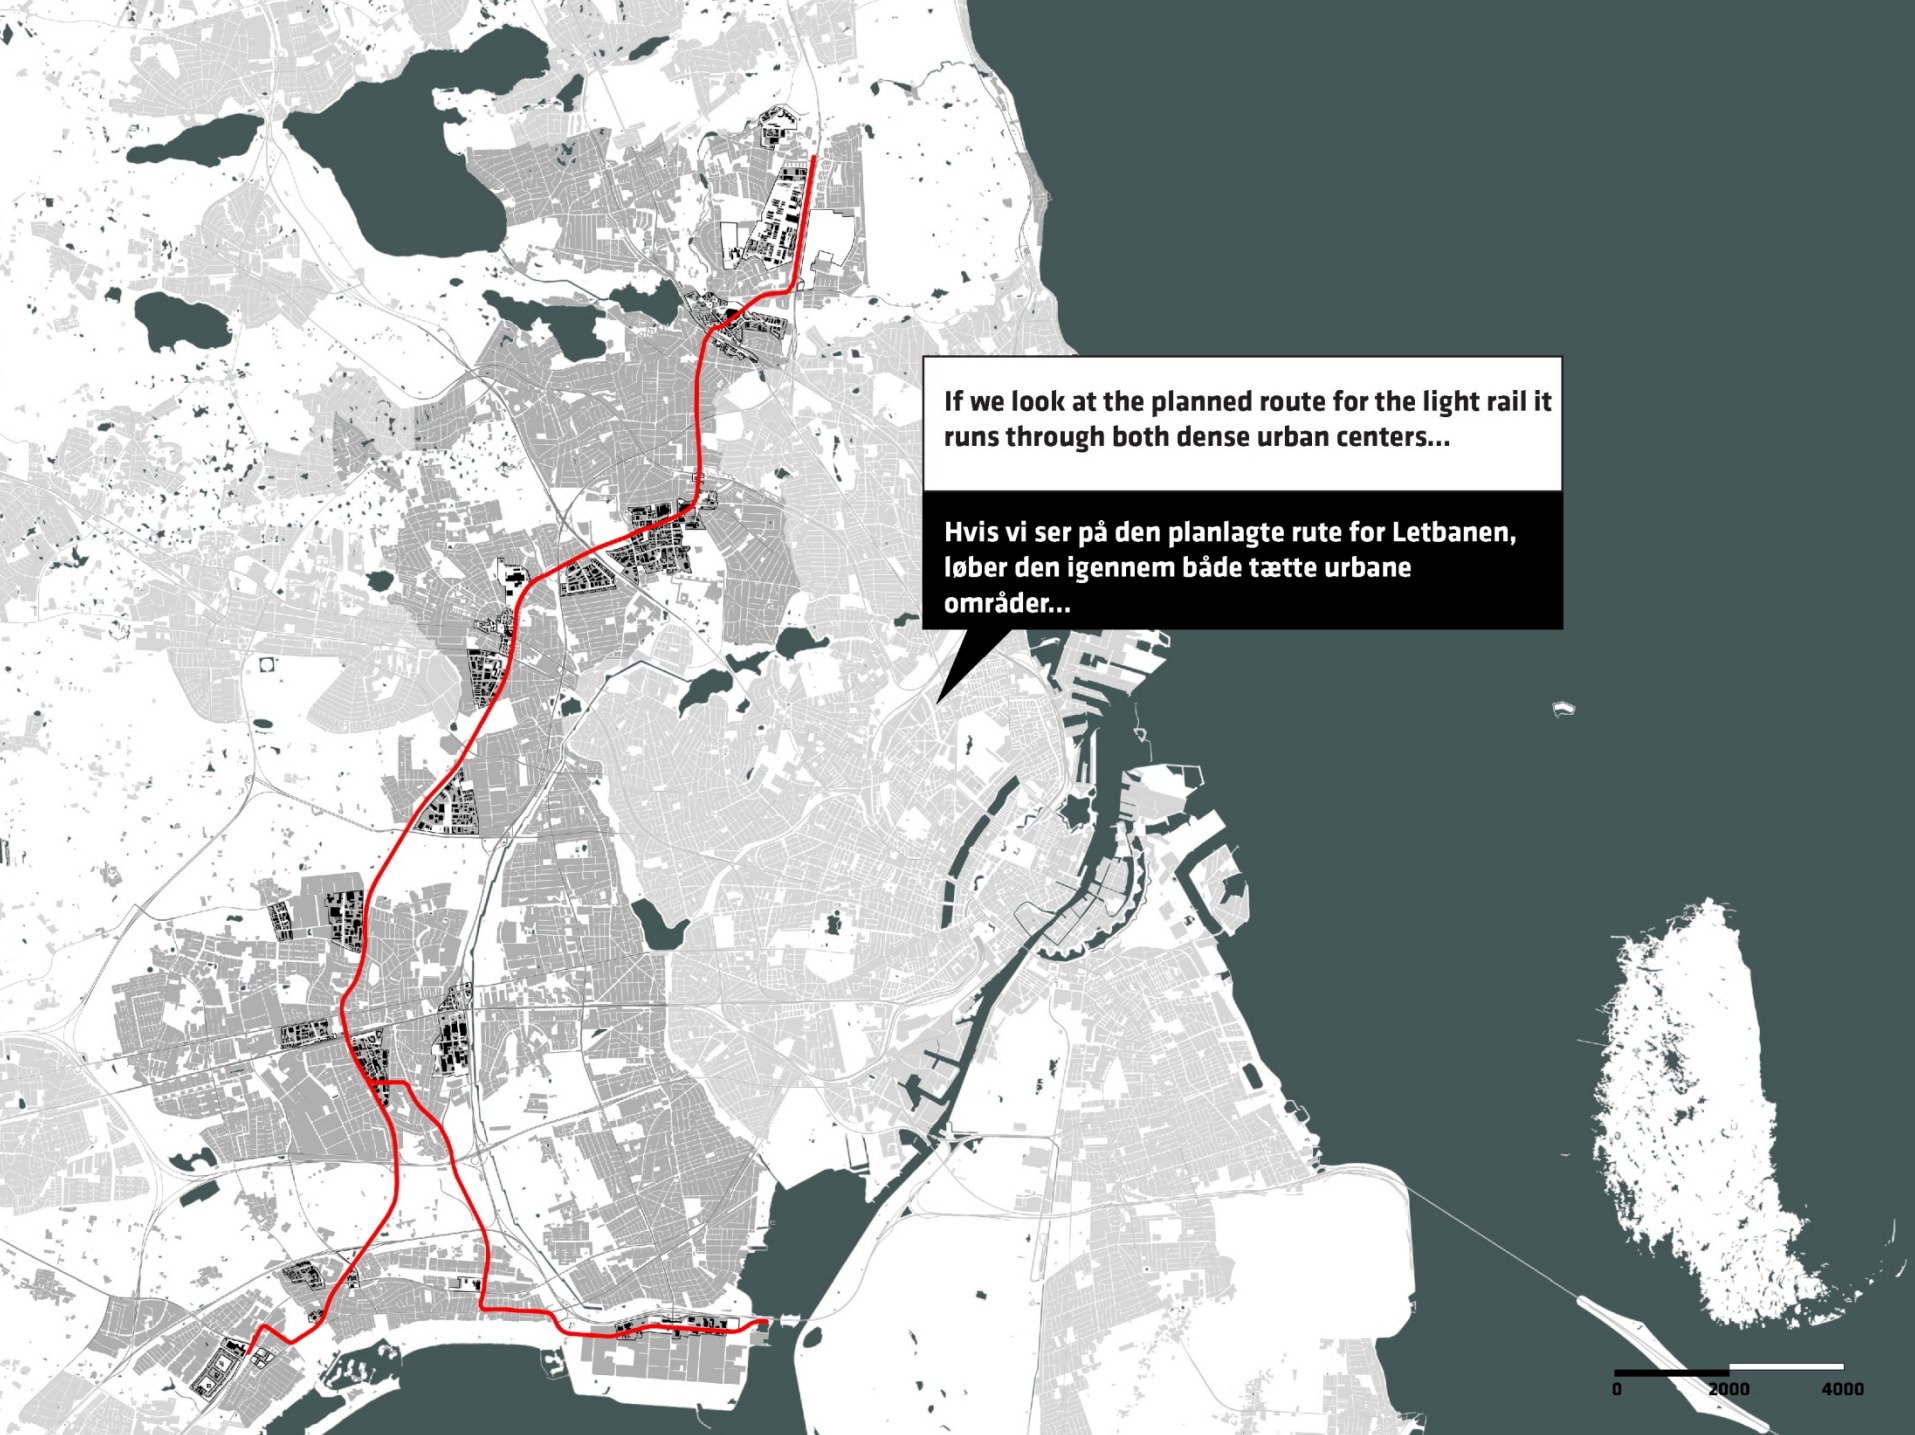 If we look at the planned route for the light rail it
runs through both dense urban centers...
Hvis vi ser på den planlagte rute for Letbanen,
løber den igennem både tætte urbane
områder...
0 2000 4000